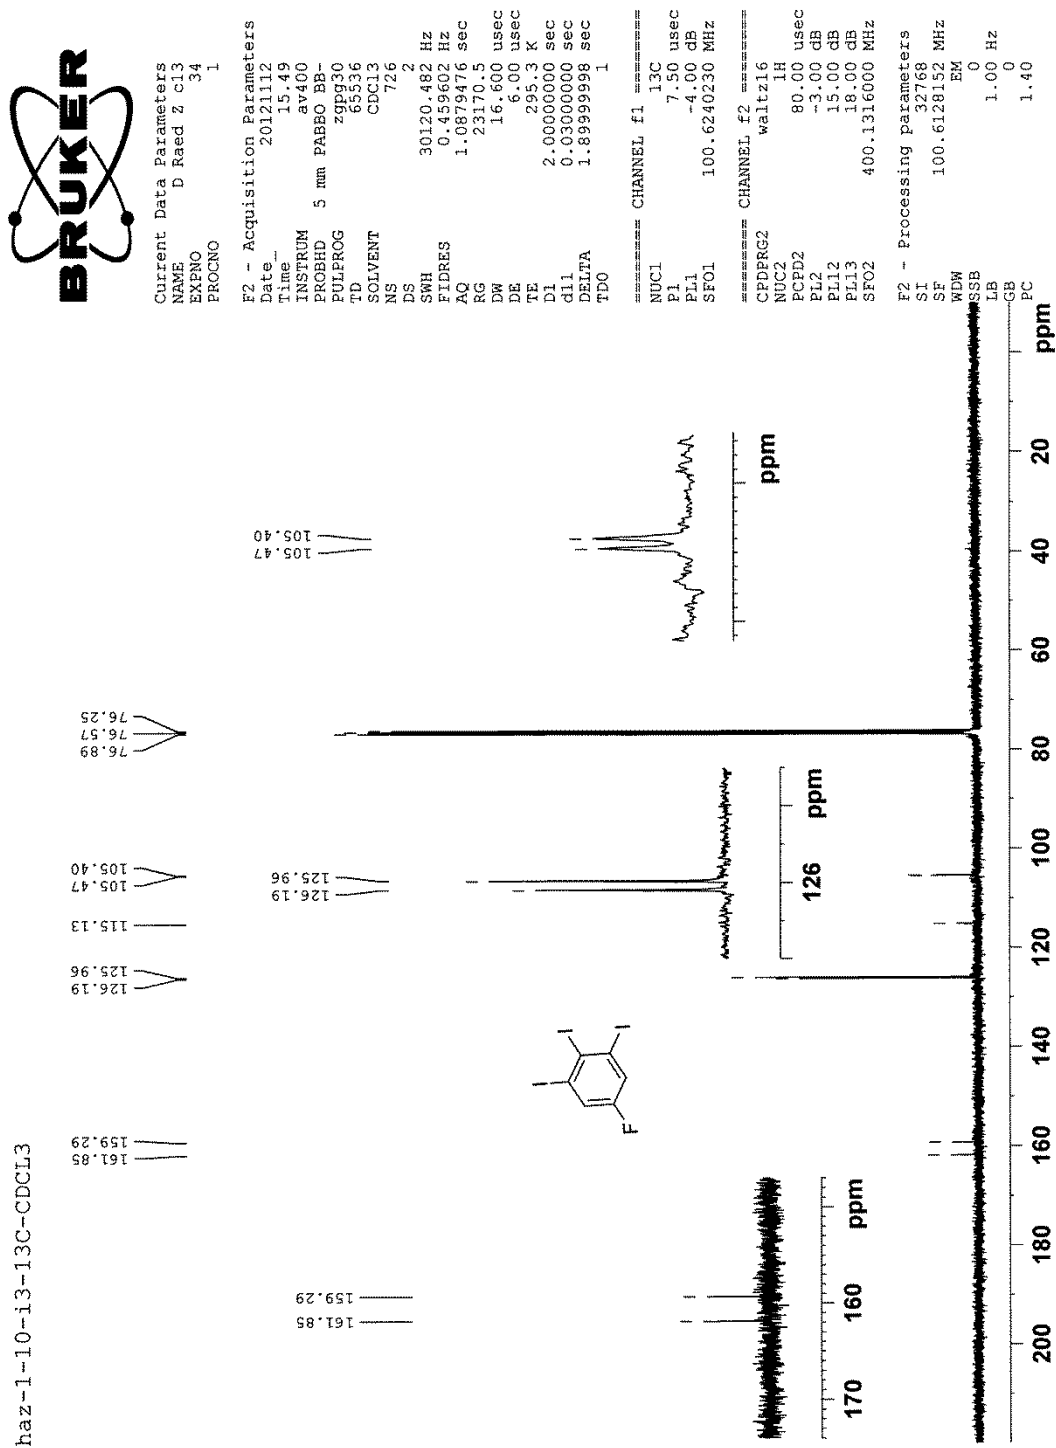 haz-1-10-i3-13C-CDCL3
161.85
159.29
126.19
125.96
115.13
105.47
105.40
76.89
76.57
76.25
BRUKER
Current Data Parameters
NAME D Raed Z c13
EXPNO 34
PROCNO 1
F2 - Acquisition Parameters
Date_ 20121112
Time 15.49
INSTRUM av400
PROBHD 5 mm PABBO BB-
PULPROG zgpg30
TD 65536
SOLVENT CDCl3
NS 726
DS 2
SWH 30120.482 Hz
FIDRES 0.459602 Hz
AQ 1.0879476 sec
RG 23170.5
DW 16.600 usec
DE 6.00 usec
TE 295.3 K
D1 2.00000000 sec
d11 0.03000000 sec
DELTA 1.89999998 sec
TD0 1
======== CHANNEL f1 ========
NUC1 13C
P1 7.50 usec
PL1 -4.00 dB
SFO1 100.6240230 MHz
======== CHANNEL f2 ========
CPDPRG2 waltz16
NUC2 1H
PCPD2 80.00 usec
PL2 -3.00 dB
PL12 15.00 dB
PL13 18.00 dB
SFO2 400.1316000 MHz
F2 - Processing parameters
SI 32768
SF 100.6128152 MHz
WDW EM
SSB 0
LB 1.00 Hz
GB 0
PC 1.40
161.85
159.29
170 160 ppm
F
I
I
I
126.19
125.96
126 ppm
105.47
105.40
ppm
200 180 160 140 120 100 80 60 40 20 ppm